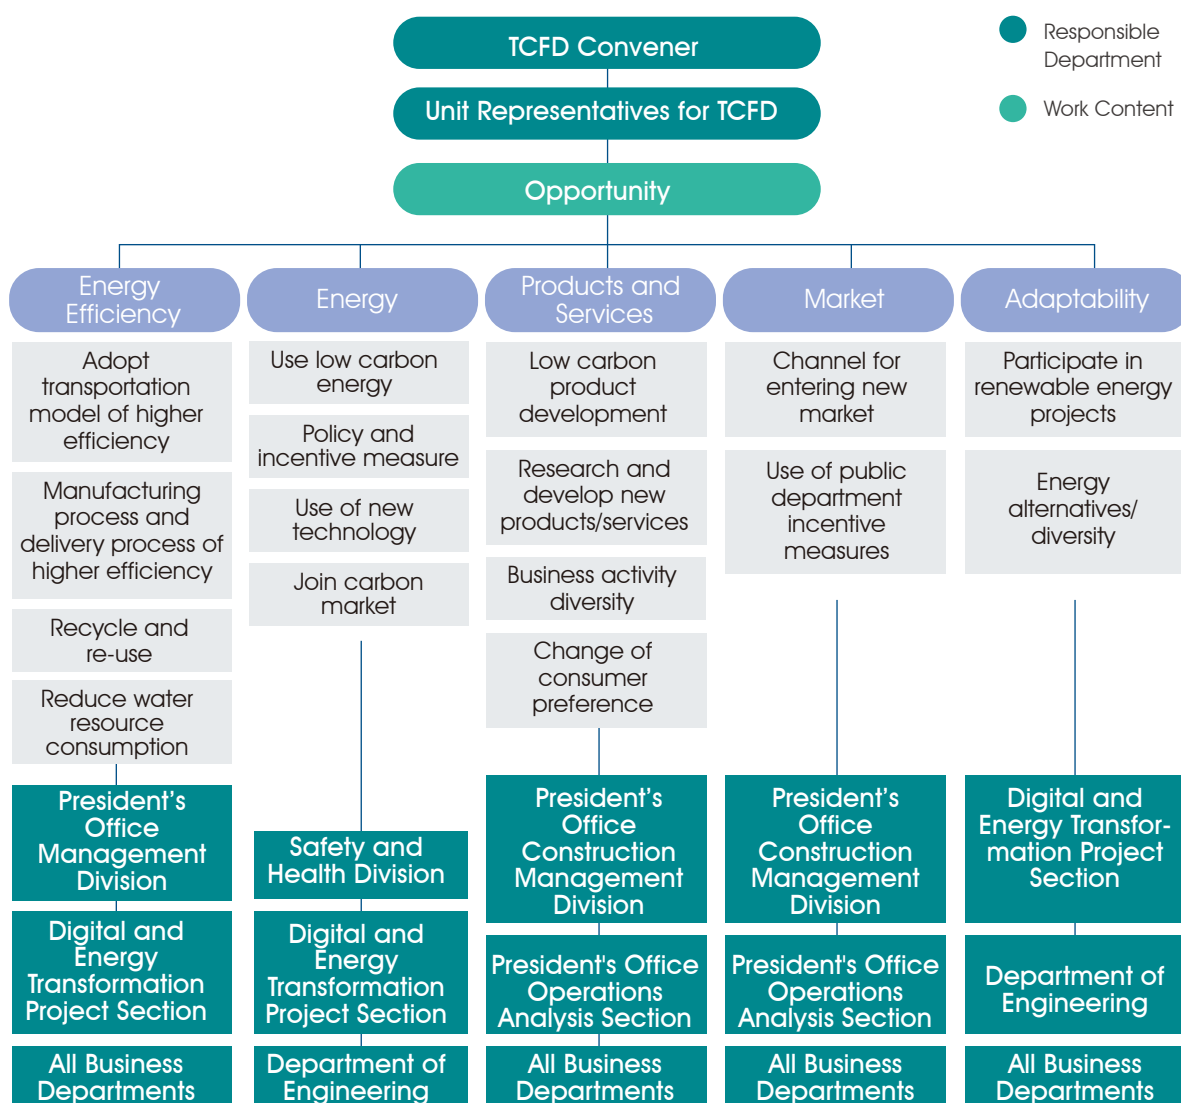 TCFD Convener
Responsible
Department
Unit Representatives for TCFD
Work Content
Opportunity
Energy
Efficiency
Adopt
transportation
model of higher
efficiency
Manufacturing
process and
delivery process of
higher efficiency
Recycle and
re-use
Reduce water
resource
consumption
President's
Office
Management
Division
Digital and
Energy
Transformation
Project Section
All Business
Departments
Energy
Use low carbon
energy
Policy and
incentive measure
Use of new
technology
Join carbon
market
Safety and
Health Division
Digital and
Energy
Transformation
Project Section
Department of
Engineering
Products and
Services
Low carbon
product
development
Research and
develop new
products/services
Business activity
diversity
Change of
consumer
preference
President's
Office
Construction
Management
Division
President's Office
Operations
Analysis Section
All Business
Departments
Market
Channel for
entering new
market
Use of public
department
incentive
measures
President's
Office
Construction
Management
Division
President's Office
Operations
Analysis Section
All Business
Departments
Adaptability
Participate in
renewable energy
projects
Energy
alternatives/
diversity
Digital and
Energy Transfor-
mation Project
Section
Department of
Engineering
All Business
Departments